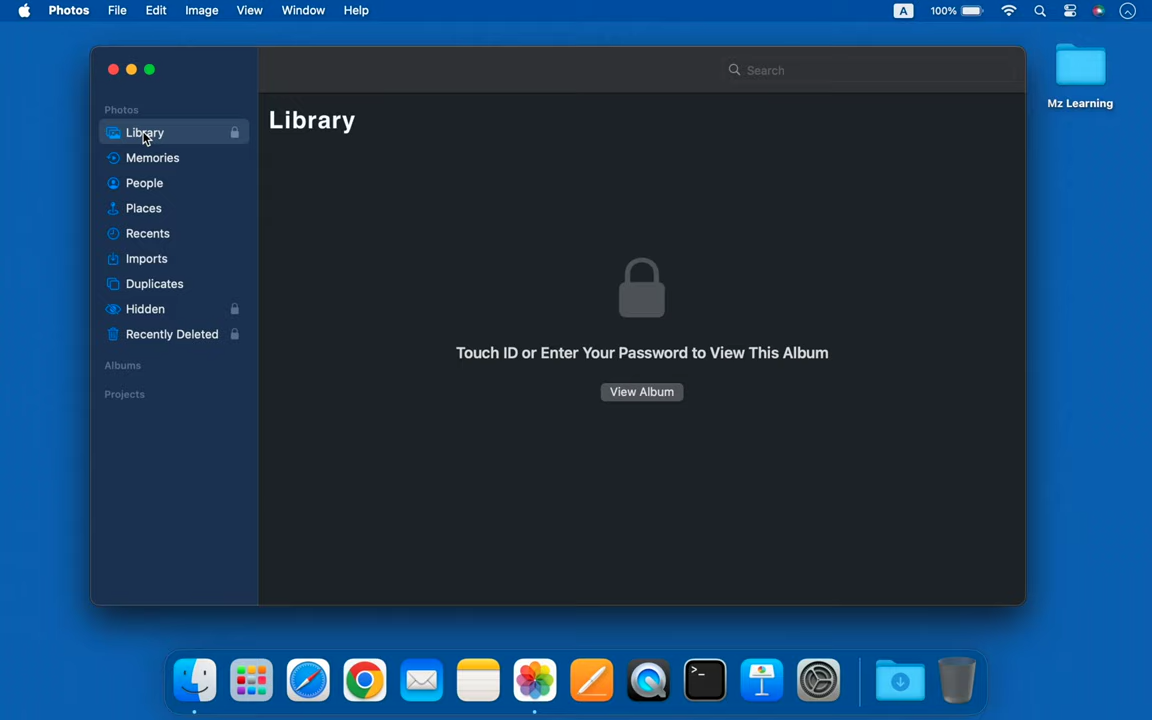 Photos File Edit Image View Window Help A 100%
Search
Mz Learning
Photos
Library
Memories
People
Places
Recents
Imports
Duplicates
Hidden
Recently Deleted
Albums
Projects
Library
Touch ID or Enter Your Password to View This Album
View Album
>_